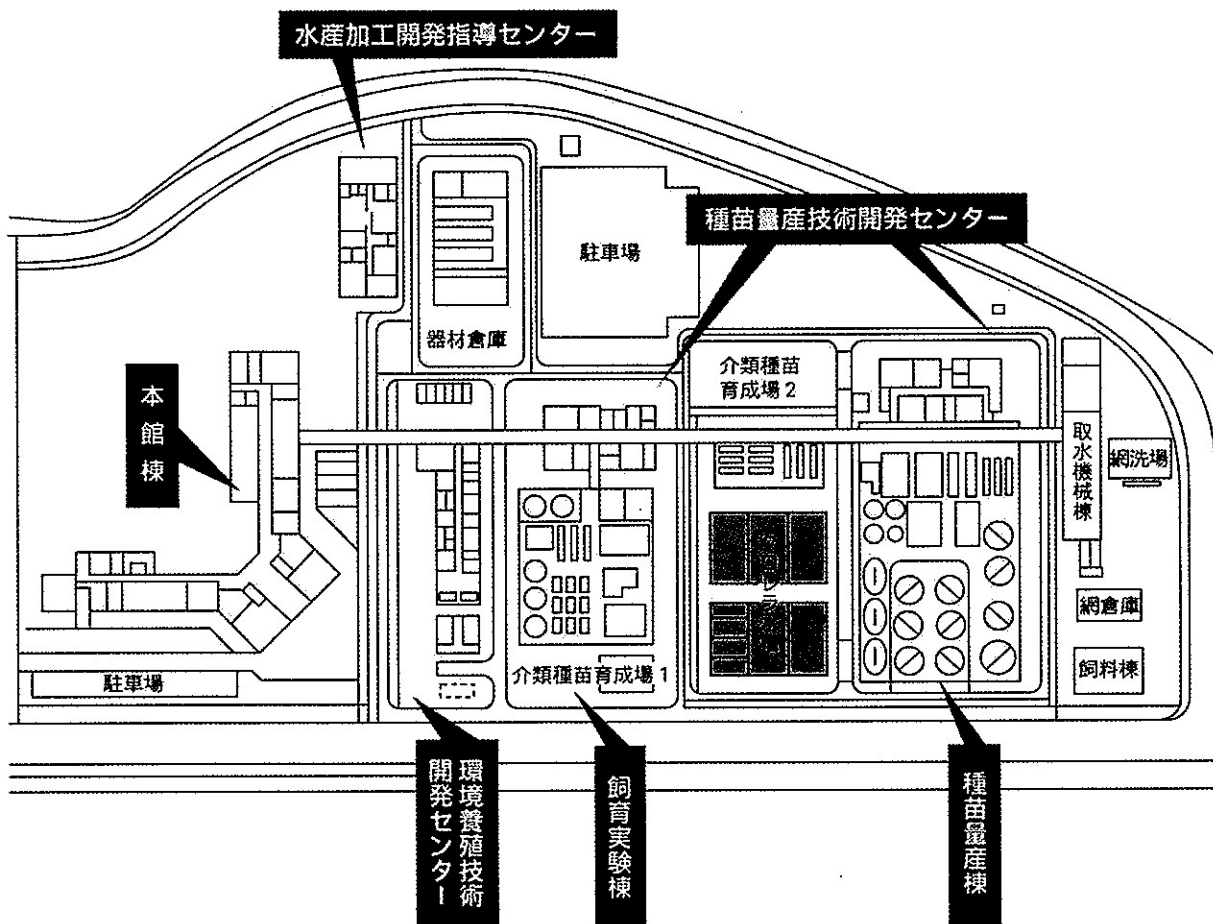 水産加工開発指導センター
種苗量産技術開発センター
駐車場
器材倉庫
介類種苗
育成場2
本館棟
取水機械棟
網洗場
網倉庫
飼料棟
介類種苗育成場1
駐車場
環境養殖技術
開発センター
飼育実験棟
種苗量産棟